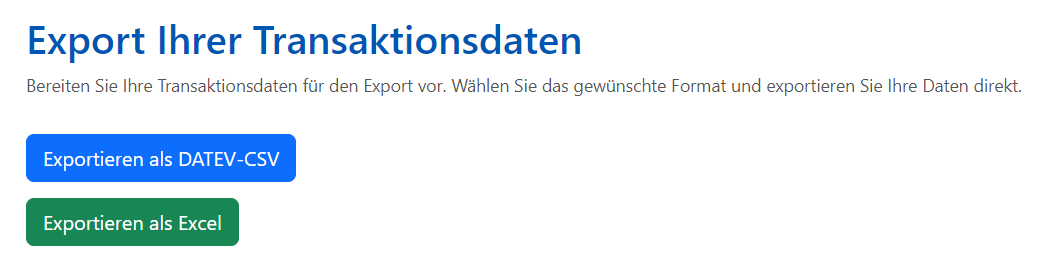 Export Ihrer Transaktionsdaten
Bereiten Sie Ihre Transaktionsdaten für den Export vor. Wählen Sie das gewünschte Format und exportieren Sie Ihre Daten direkt.
Exportieren als DATEV-CSV
Exportieren als Excel